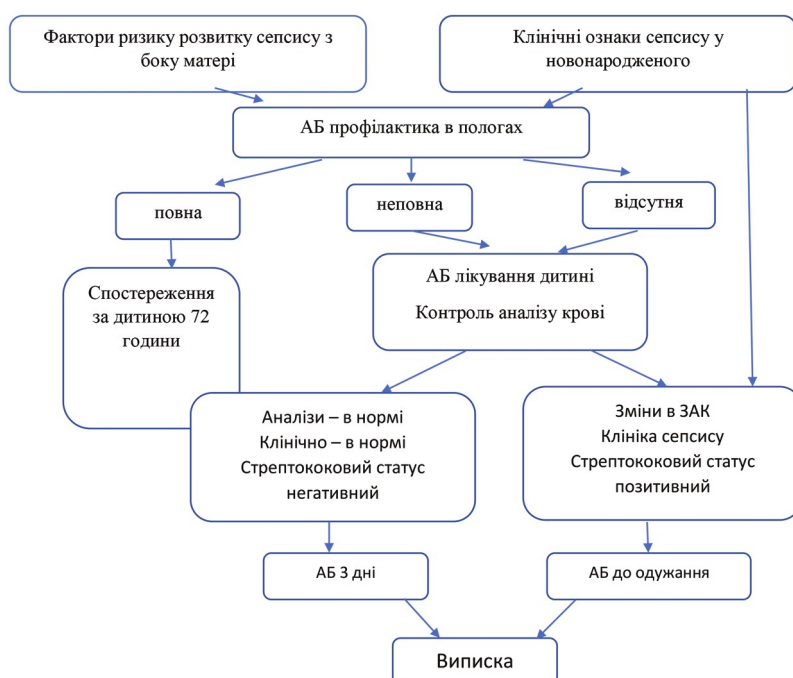 Фактори ризику розвитку сепсису з
боку матері
Клінічні ознаки сепсису у
новонародженого
АБ профілактика в пологах
повна
неповна
відсутня
Спостереження
за дитиною 72
години
АБ лікування дитині
Контроль аналізу крові
Аналізи – в нормі
Клінічно – в нормі
Стрептококовий статус
негативний
Зміни в ЗАК
Клініка сепсису
Стрептококовий статус
позитивний
АБ 3 дні
АБ до одужання
Виписка